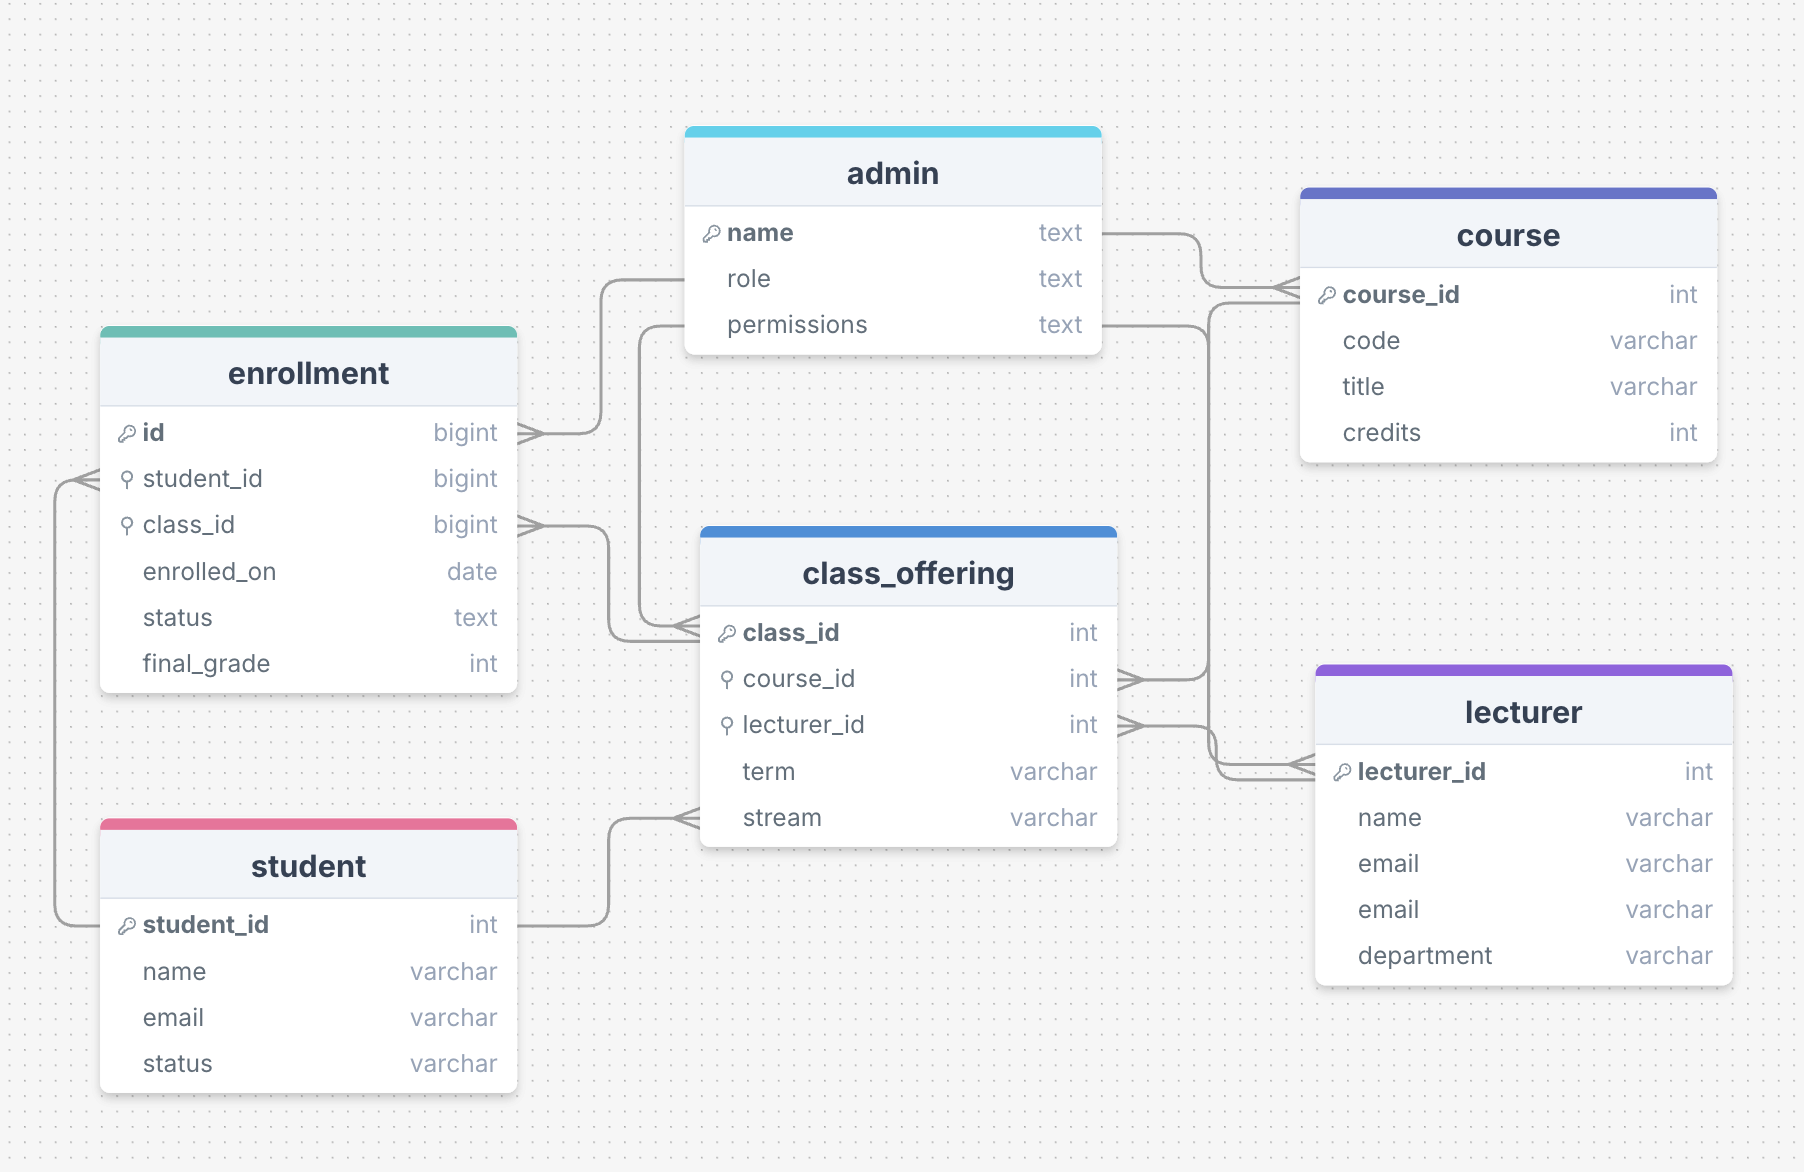 admin
name text
role text
permissions text
course
course_id int
code varchar
title varchar
credits int
enrollment
id bigint
student_id bigint
class_id bigint
enrolled_on date
status text
final_grade int
class_offering
class_id int
course_id int
lecturer_id int
term varchar
stream varchar
lecturer
lecturer_id int
name varchar
email varchar
email varchar
department varchar
student
student_id int
name varchar
email varchar
status varchar